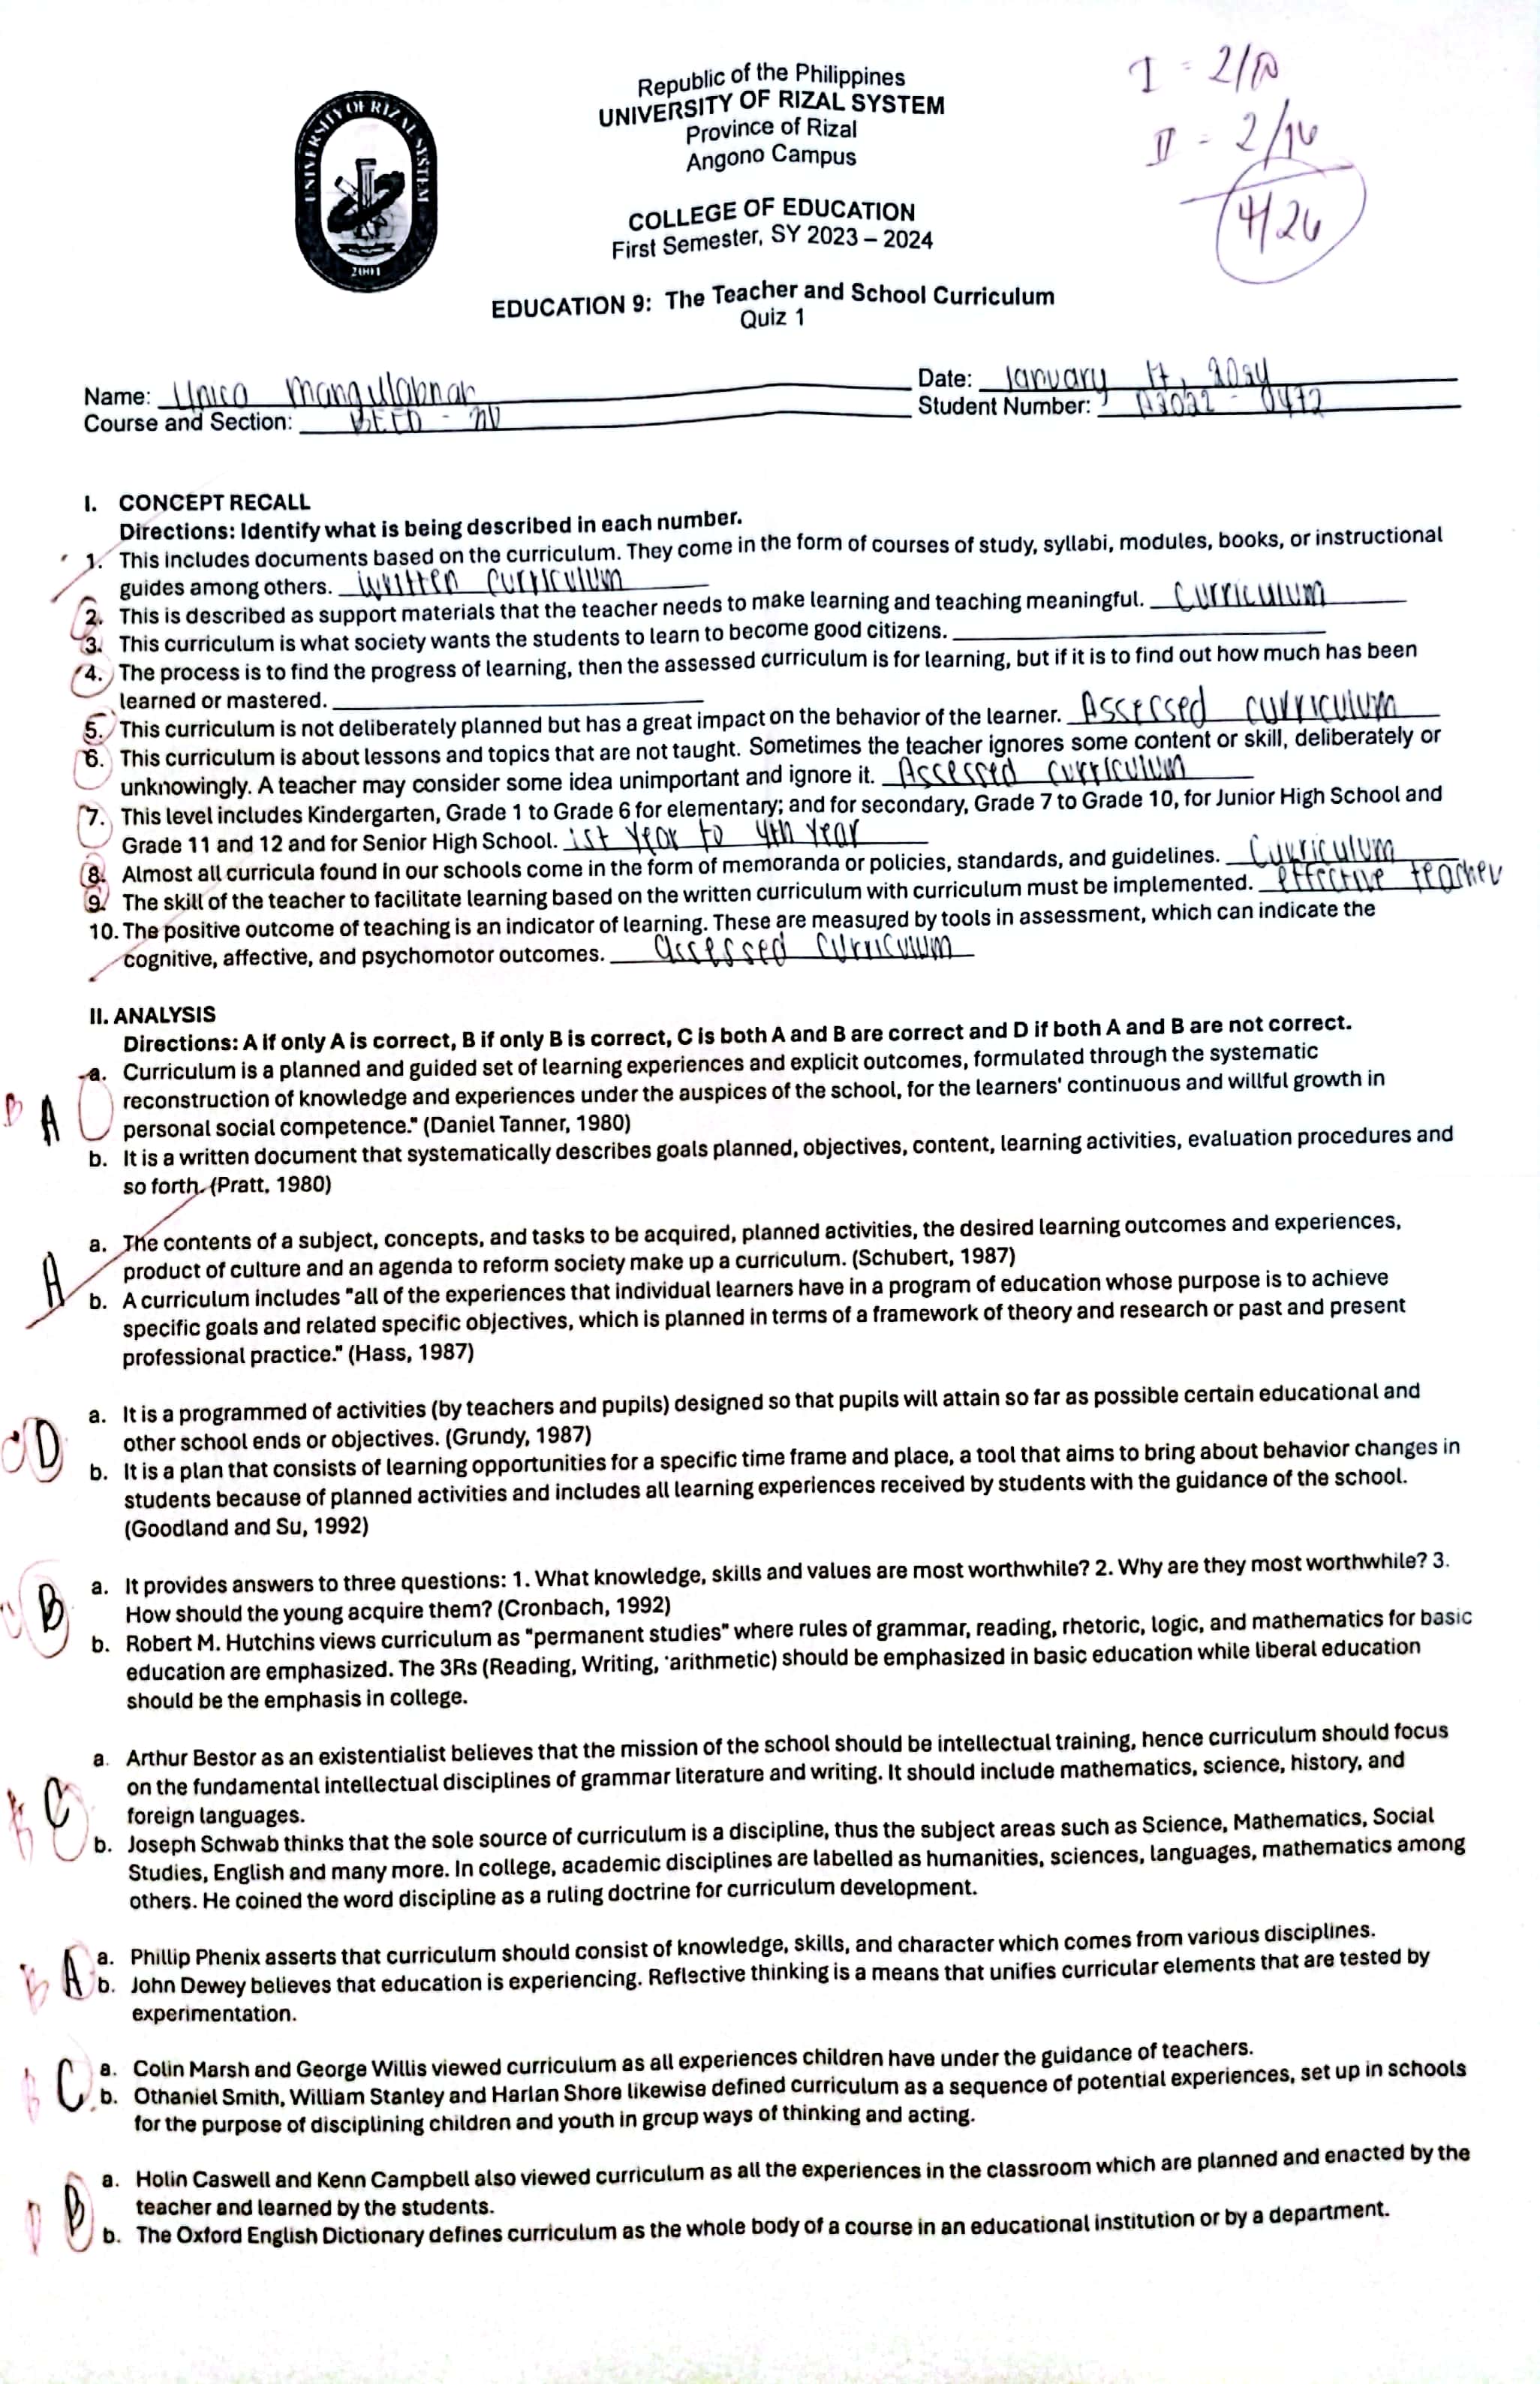 UNIVERSITY OF RIZAL SYSTEM
2001
Republic of the Philippines
UNIVERSITY OF RIZAL SYSTEM
Province of Rizal
Angono Campus
COLLEGE OF EDUCATION
First Semester, SY 2023 – 2024
EDUCATION 9: The Teacher and School Curriculum
Quiz 1
I = 2/10
II = 2/16
4/26
Name: Unica Mangullabnan
Date: January 17, 2024
Course and Section: BEED -
Student Number: - 0472
I. CONCEPT RECALL
Directions: Identify what is being described in each number.
1. This includes documents based on the curriculum. They come in the form of courses of study, syllabi, modules, books, or instructional
guides among others. written curriculum
2. This is described as support materials that the teacher needs to make learning and teaching meaningful. curriculum
3. This curriculum is what society wants the students to learn to become good citizens.
4. The process is to find the progress of learning, then the assessed curriculum is for learning, but if it is to find out how much has been
learned or mastered.
5. This curriculum is not deliberately planned but has a great impact on the behavior of the learner. Assessed curriculum
6. This curriculum is about lessons and topics that are not taught. Sometimes the teacher ignores some content or skill, deliberately or
unknowingly. A teacher may consider some idea unimportant and ignore it. Assessed curriculum
7. This level includes Kindergarten, Grade 1 to Grade 6 for elementary; and for secondary, Grade 7 to Grade 10, for Junior High School and
Grade 11 and 12 and for Senior High School. 1st year to 4th year
8. Almost all curricula found in our schools come in the form of memoranda or policies, standards, and guidelines. Curriculum
9. The skill of the teacher to facilitate learning based on the written curriculum with curriculum must be implemented. effective teacher
10. The positive outcome of teaching is an indicator of learning. These are measured by tools in assessment, which can indicate the
cognitive, affective, and psychomotor outcomes. assessed curriculum
II. ANALYSIS
Directions: A if only A is correct, B if only B is correct, C is both A and B are correct and D if both A and B are not correct.
a. Curriculum is a planned and guided set of learning experiences and explicit outcomes, formulated through the systematic
B A reconstruction of knowledge and experiences under the auspices of the school, for the learners' continuous and willful growth in
personal social competence." (Daniel Tanner, 1980)
b. It is a written document that systematically describes goals planned, objectives, content, learning activities, evaluation procedures and
so forth. (Pratt. 1980)
a. The contents of a subject, concepts, and tasks to be acquired, planned activities, the desired learning outcomes and experiences,
A product of culture and an agenda to reform society make up a curriculum. (Schubert, 1987)
b. A curriculum includes "all of the experiences that individual learners have in a program of education whose purpose is to achieve
specific goals and related specific objectives, which is planned in terms of a framework of theory and research or past and present
professional practice." (Hass, 1987)
a. It is a programmed of activities (by teachers and pupils) designed so that pupils will attain so far as possible certain educational and
D other school ends or objectives. (Grundy, 1987)
b. It is a plan that consists of learning opportunities for a specific time frame and place, a tool that aims to bring about behavior changes in
students because of planned activities and includes all learning experiences received by students with the guidance of the school.
(Goodland and Su, 1992)
a. It provides answers to three questions: 1. What knowledge, skills and values are most worthwhile? 2. Why are they most worthwhile? 3.
B How should the young acquire them? (Cronbach, 1992)
b. Robert M. Hutchins views curriculum as "permanent studies" where rules of grammar, reading, rhetoric, logic, and mathematics for basic
education are emphasized. The 3Rs (Reading, Writing, 'arithmetic) should be emphasized in basic education while liberal education
should be the emphasis in college.
a. Arthur Bestor as an existentialist believes that the mission of the school should be intellectual training, hence curriculum should focus
B C on the fundamental intellectual disciplines of grammar literature and writing. It should include mathematics, science, history, and
foreign languages.
b. Joseph Schwab thinks that the sole source of curriculum is a discipline, thus the subject areas such as Science, Mathematics, Social
Studies, English and many more. In college, academic disciplines are labelled as humanities, sciences, languages, mathematics among
others. He coined the word discipline as a ruling doctrine for curriculum development.
a. Phillip Phenix asserts that curriculum should consist of knowledge, skills, and character which comes from various disciplines.
B A b. John Dewey believes that education is experiencing. Reflective thinking is a means that unifies curricular elements that are tested by
experimentation.
a. Colin Marsh and George Willis viewed curriculum as all experiences children have under the guidance of teachers.
B C b. Othaniel Smith, William Stanley and Harlan Shore likewise defined curriculum as a sequence of potential experiences, set up in schools
for the purpose of disciplining children and youth in group ways of thinking and acting.
a. Holin Caswell and Kenn Campbell also viewed curriculum as all the experiences in the classroom which are planned and enacted by the
D B teacher and learned by the students.
b. The Oxford English Dictionary defines curriculum as the whole body of a course in an educational institution or by a department.